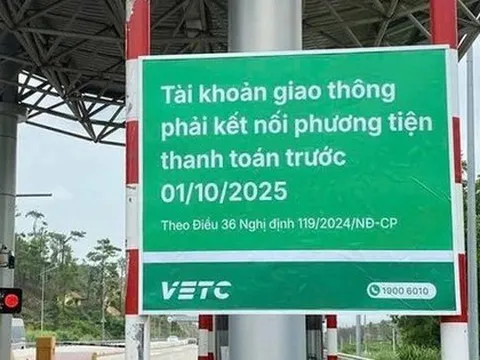 Tài khoản giao thông
phải kết nối phương tiện
thanh toán trước
01/10/2025
Theo Điều 36 Nghị định 119/2024/NĐ-CP
VETC
1900 6010